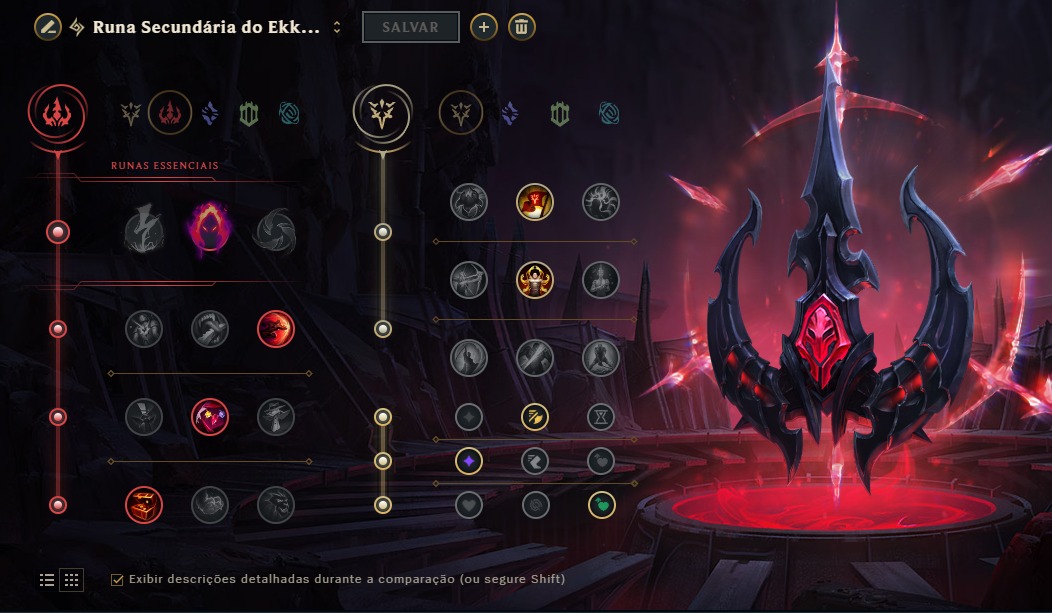 Runa Secundária do Ekk...
SALVAR
RUNAS ESSENCIAIS
Exibir descrições detalhadas durante a comparação (ou segure Shift)